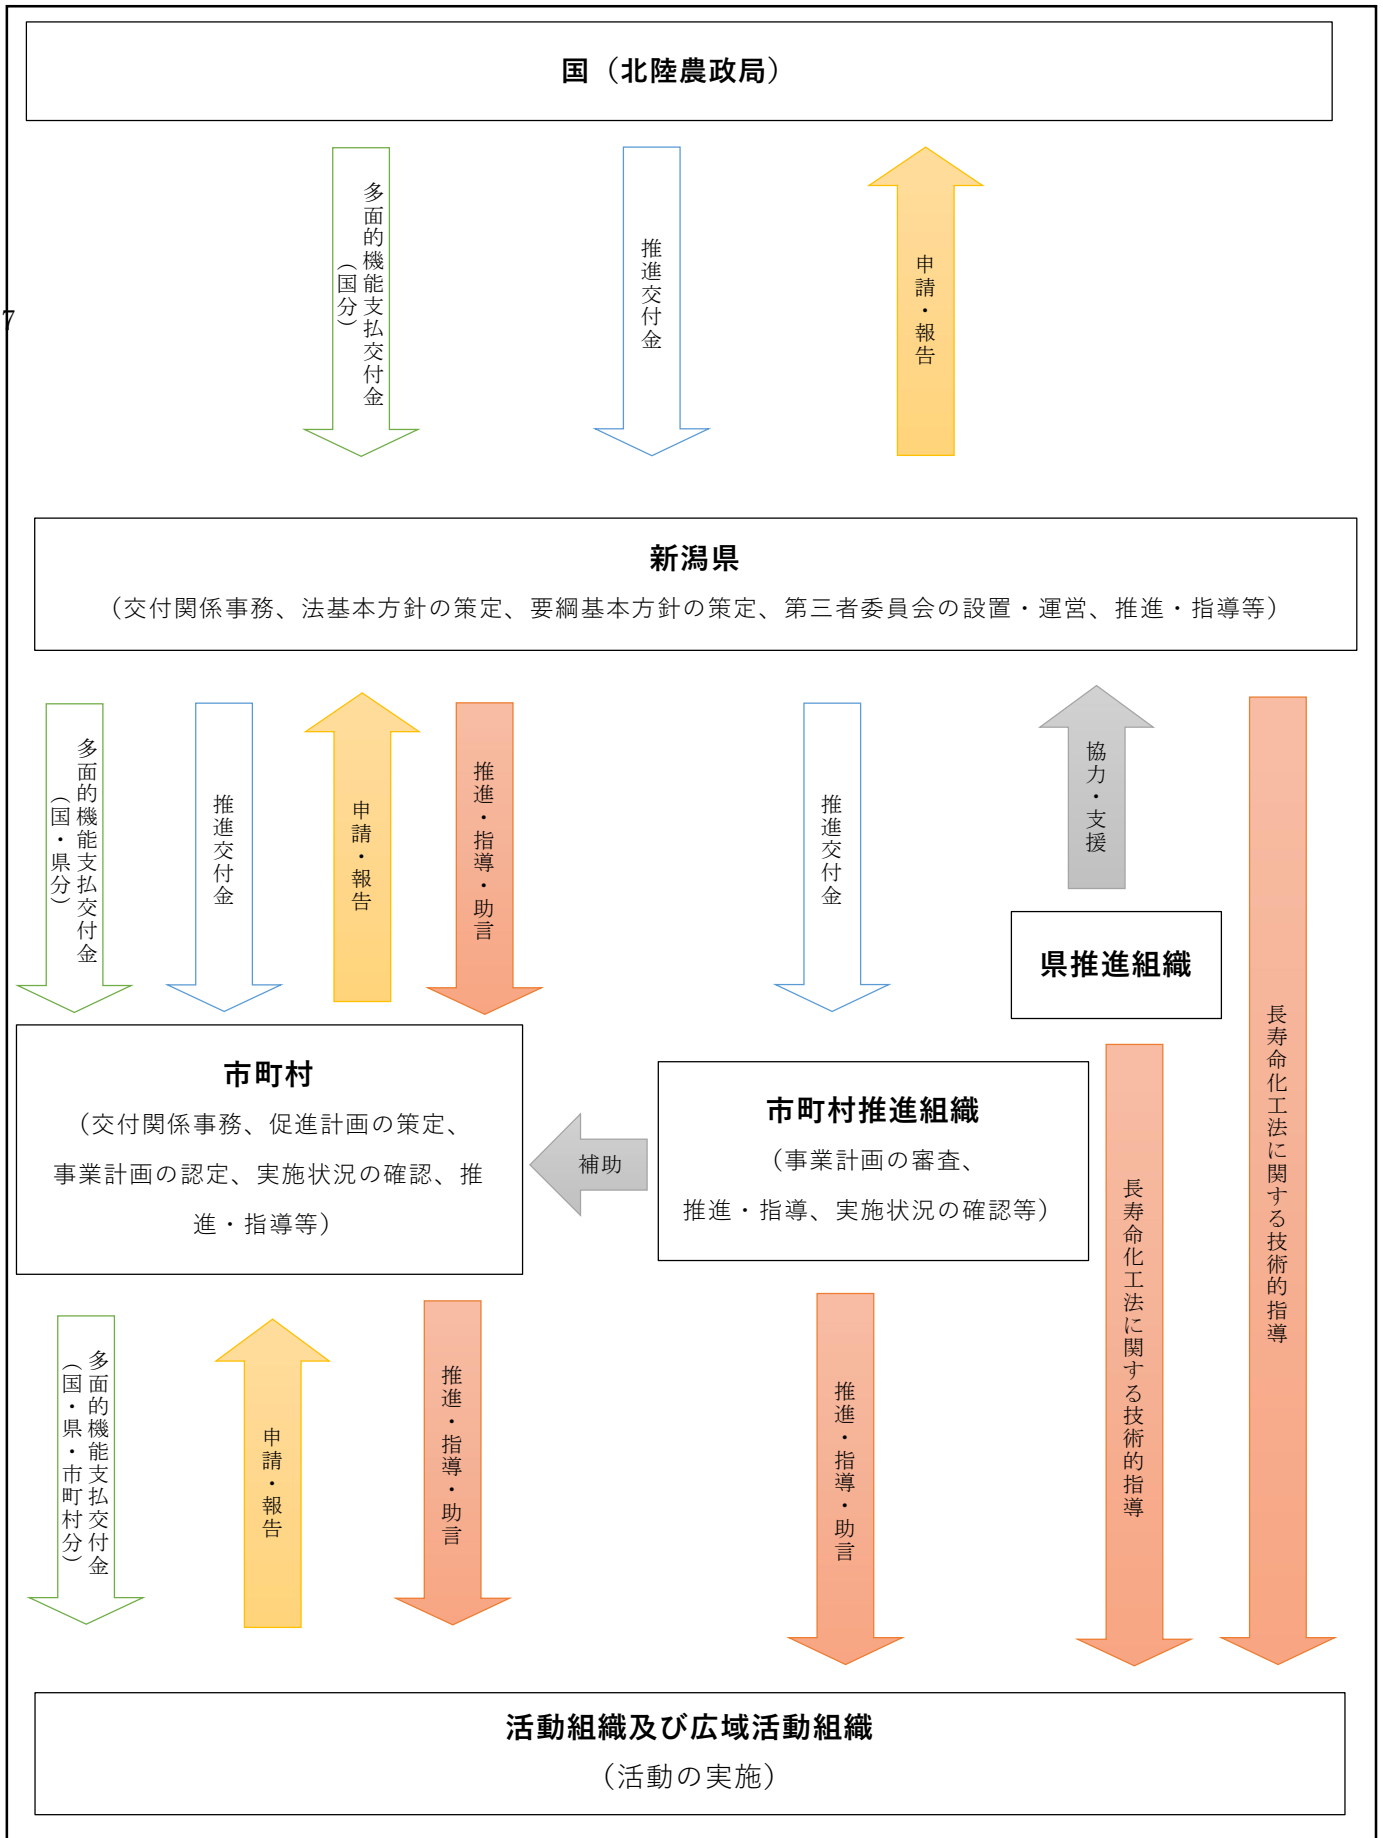 国（北陸農政局）
多面的機能支払交付金
（国分）
推進交付金
申請・報告
7
新潟県
（交付関係事務、法基本方針の策定、要綱基本方針の策定、第三者委員会の設置・運営、推進・指導等）
多面的機能支払交付金
（国・県分）
推進交付金
申請・報告
推進・指導・助言
推進交付金
協力・支援
県推進組織
長寿命化工法に関する技術的指導
市町村
（交付関係事務、促進計画の策定、
事業計画の認定、実施状況の確認、推
進・指導等）
補助
市町村推進組織
（事業計画の審査、
推進・指導、実施状況の確認等）
長寿命化工法に関する技術的指導
多面的機能支払交付金
（国・県・市町村分）
申請・報告
推進・指導・助言
推進・指導・助言
活動組織及び広域活動組織
（活動の実施）